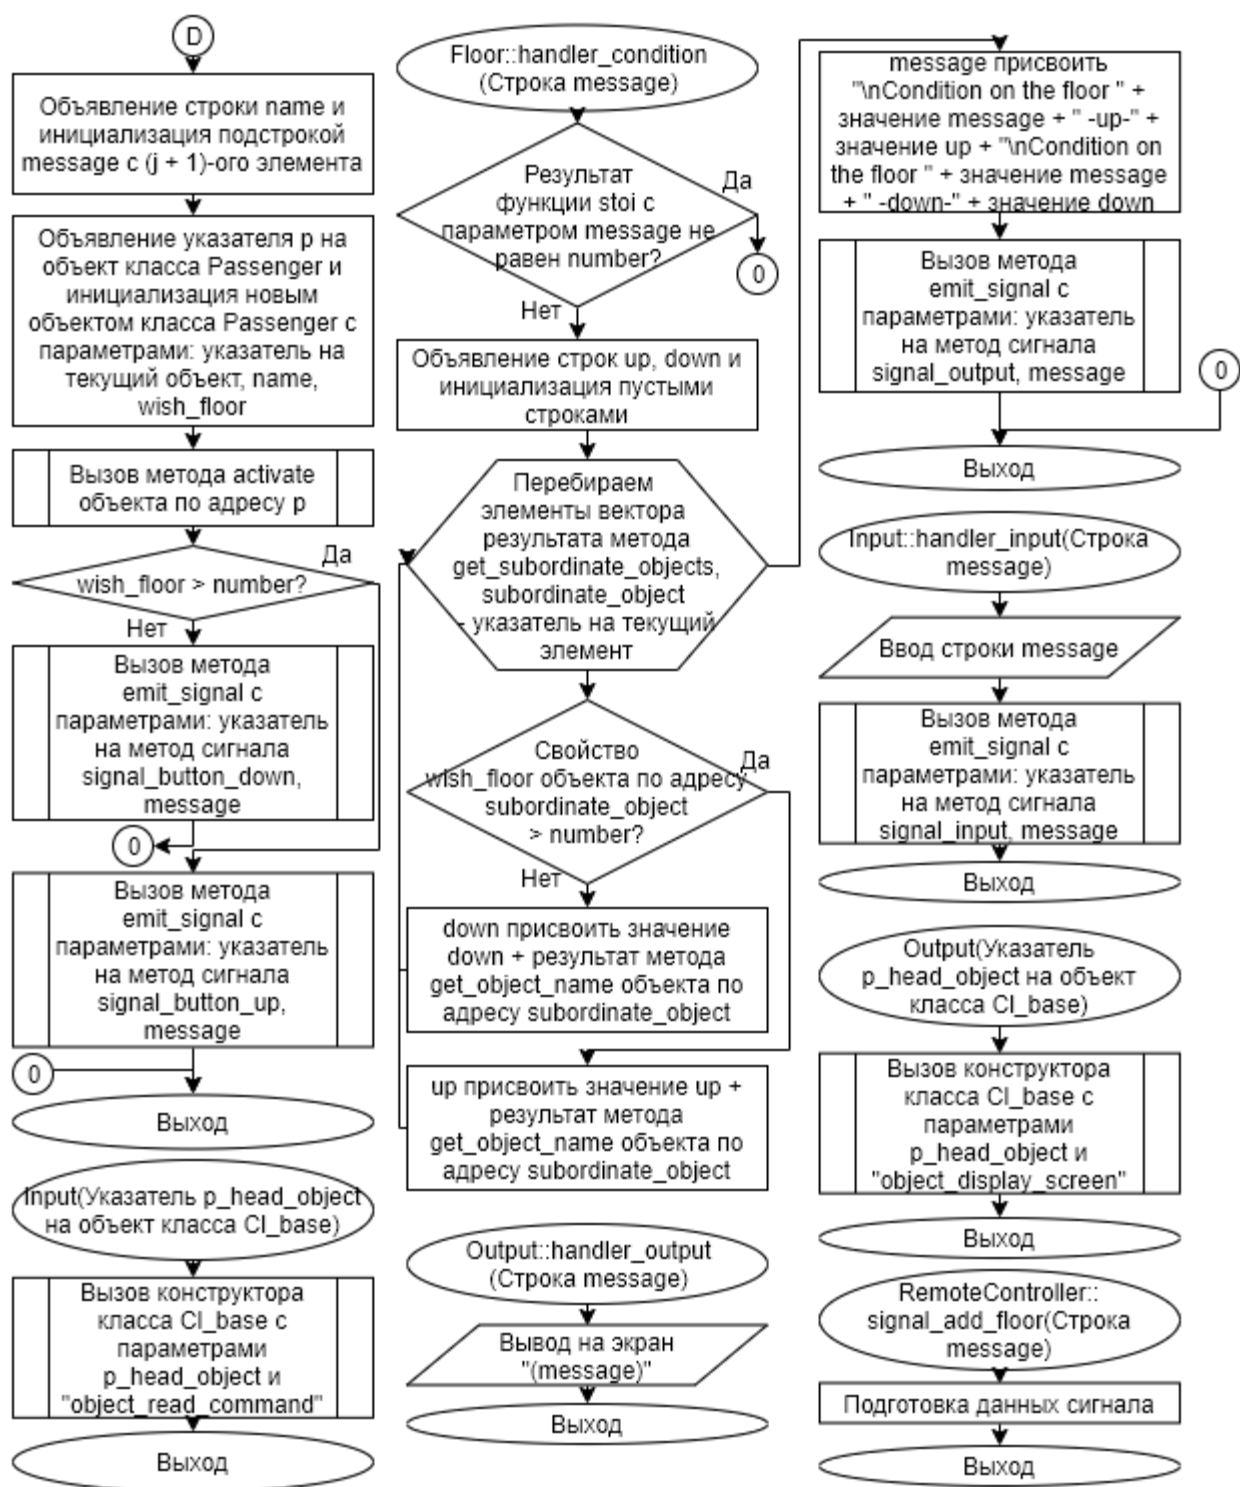 D
Объявление строки name и
инициализация подстрокой
message с (j + 1)-ого элемента
Объявление указателя p на
объект класса Passenger и
инициализация новым
объектом класса Passenger с
параметрами: указатель на
текущий объект, name,
wish_floor
Вызов метода activate
объекта по адресу p
Да
wish_floor > number?
Нет
Вызов метода
emit_signal с
параметрами: указатель
на метод сигнала
signal_button_down,
message
0
Вызов метода
emit_signal с
параметрами: указатель
на метод сигнала
signal_button_up,
message
0
Выход
Input(Указатель p_head_object
на объект класса Cl_base)
Вызов конструктора
класса Cl_base с
параметрами
p_head_object и
"object_read_command"
Выход
Floor::handler_condition
(Строка message)
Да
Результат
функции stoi с
параметром message не
равен number?
0
Нет
Объявление строк up, down и
инициализация пустыми
строками
Перебираем
элементы вектора
результата метода
get_subordinate_objects,
subordinate_object
- указатель на текущий
элемент
Свойство
wish_floor объекта по адресу
subordinate_object
> number?
Да
Нет
down присвоить значение
down + результат метода
get_object_name объекта по
адресу subordinate_object
up присвоить значение up +
результат метода
get_object_name объекта по
адресу subordinate_object
Output::handler_output
(Строка message)
Вывод на экран
"(message)"
Выход
message присвоить
"\nCondition on the floor " +
значение message + " -up-" +
значение up + "\nCondition on
the floor " + значение message
+ " -down-" + значение down
Вызов метода
emit_signal с
параметрами: указатель
на метод сигнала
signal_output, message
0
Выход
Input::handler_input(Строка
message)
Ввод строки message
Вызов метода
emit_signal с
параметрами: указатель
на метод сигнала
signal_input, message
Выход
Output(Указатель
p_head_object на объект
класса Cl_base)
Вызов конструктора
класса Cl_base с
параметрами
p_head_object и
"object_display_screen"
Выход
RemoteController::
signal_add_floor(Строка
message)
Подготовка данных сигнала
Выход